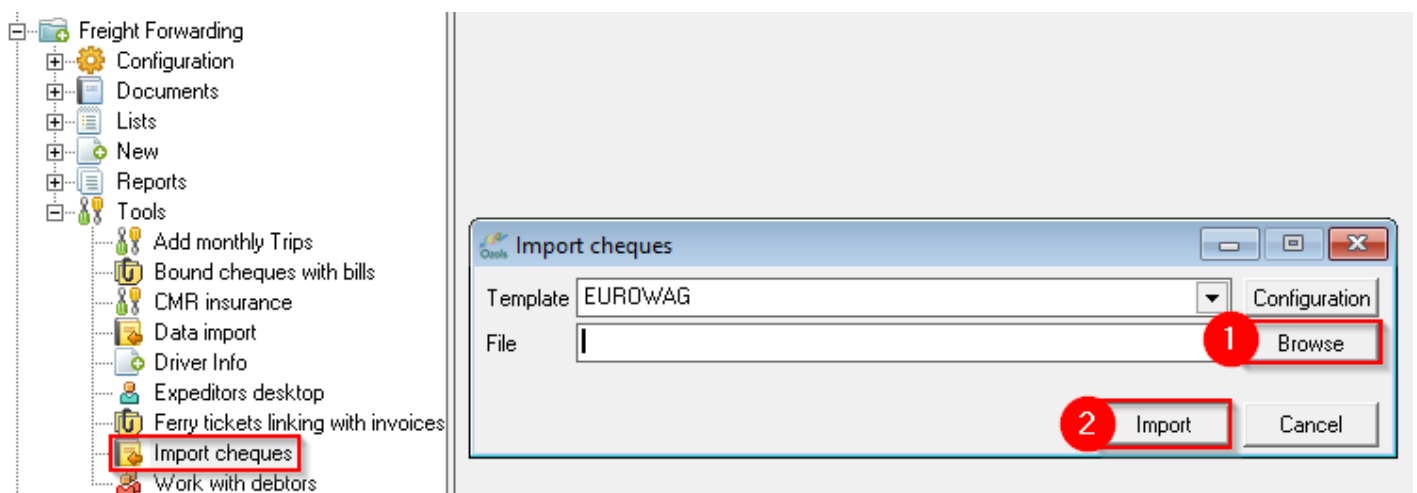 Freight Forwarding
Configuration
Documents
Lists
New
Reports
Tools
Add monthly Trips
Bound cheques with bills
CMR insurance
Data import
Driver Info
Expeditors desktop
Ferry tickets linking with invoices
Import cheques
Work with debtors
Ozols Import cheques
Template EUROWAG Configuration
File 1 Browse
2 Import Cancel